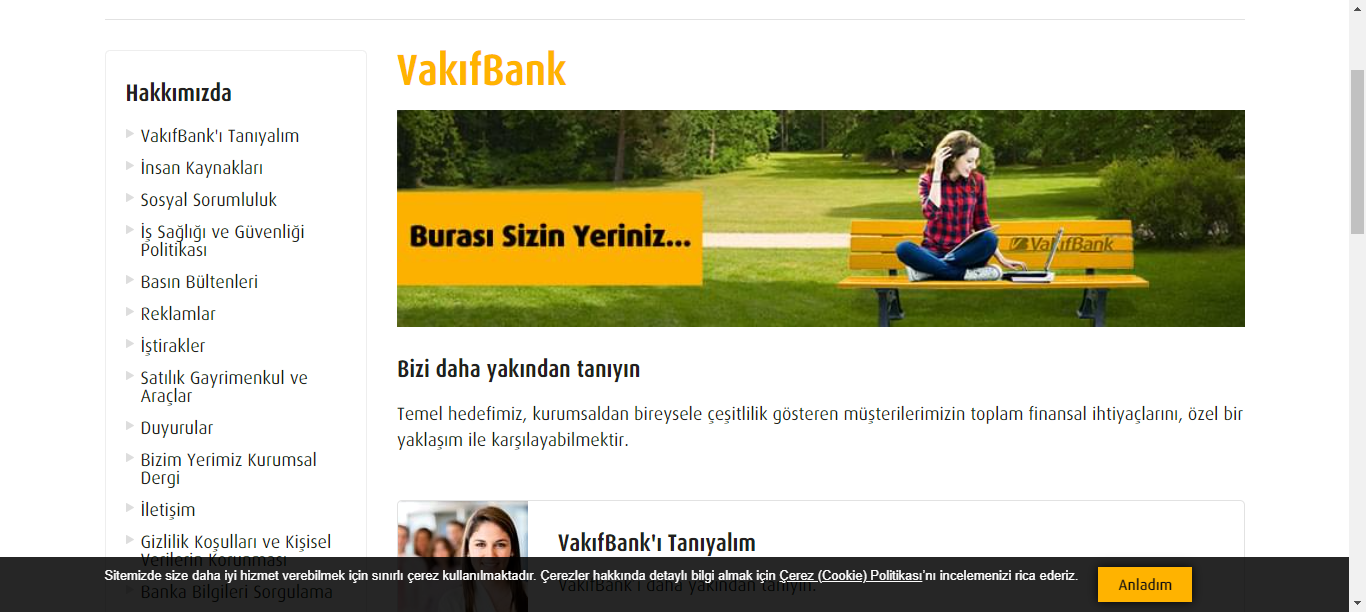 Hakkımızda
VakıfBank'ı Tanıyalım
İnsan Kaynakları
Sosyal Sorumluluk
İş Sağlığı ve Güvenliği
Politikası
Basın Bültenleri
Reklamlar
İştirakler
Satılık Gayrimenkul ve
Araçlar
Duyurular
Bizim Yerimiz Kurumsal
Dergi
İletişim
Gizlilik Koşulları ve Kişisel
Verilerin Korunması
Banka Bilgileri Sorgulama
VakıfBank
Burası Sizin Yeriniz...
VakıfBank
Bizi daha yakından tanıyın
Temel hedefimiz, kurumsaldan bireysele çeşitlilik gösteren müşterilerimizin toplam finansal ihtiyaçlarını, özel bir
yaklaşım ile karşılayabilmektir.
VakıfBank'ı Tanıyalım
VakıfBank'ı daha yakından tanıyın.
Sitemizde size daha iyi hizmet verebilmek için sınırlı çerez kullanılmaktadır. Çerezler hakkında detaylı bilgi almak için Çerez (Cookie) Politikası'nı incelemenizi rica ederiz.
Anladım